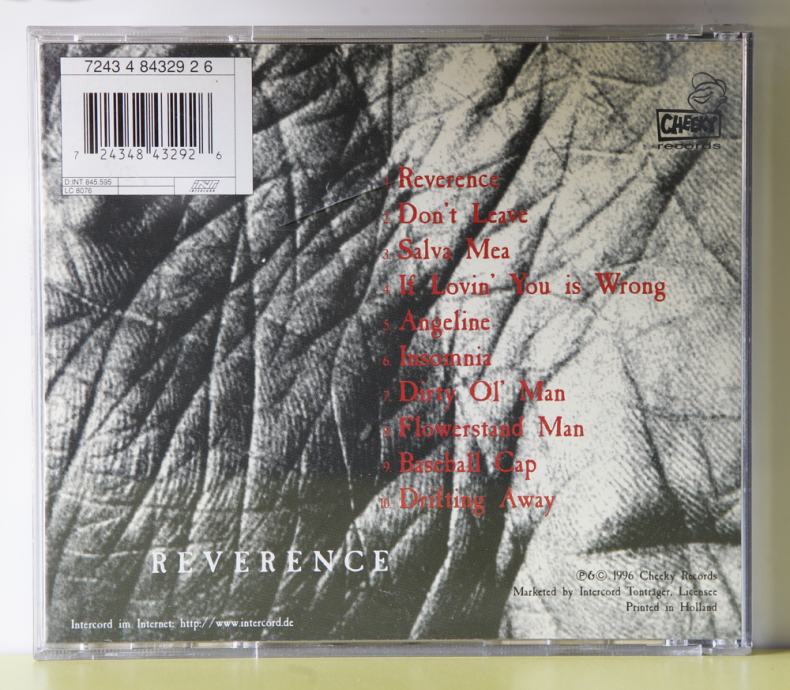 7243 4 84329 2 6
7 24348 43292 6
D:INT 845.595
LC 8076
INT
INTERCORD
CHEEKY
records
1. Reverence
2. Don't Leave
3. Salva Mea
4. If Lovin' You is Wrong
5. Angeline
6. Insomnia
7. Dirty Ol' Man
8. Flowerstand Man
9. Baseball Cap
10. Drifting Away
REVERENCE
℗&© 1996 Cheeky Records
Marketed by Intercord Tonträger, Licensee
Printed in Holland
Intercord im Internet: http://www.intercord.de